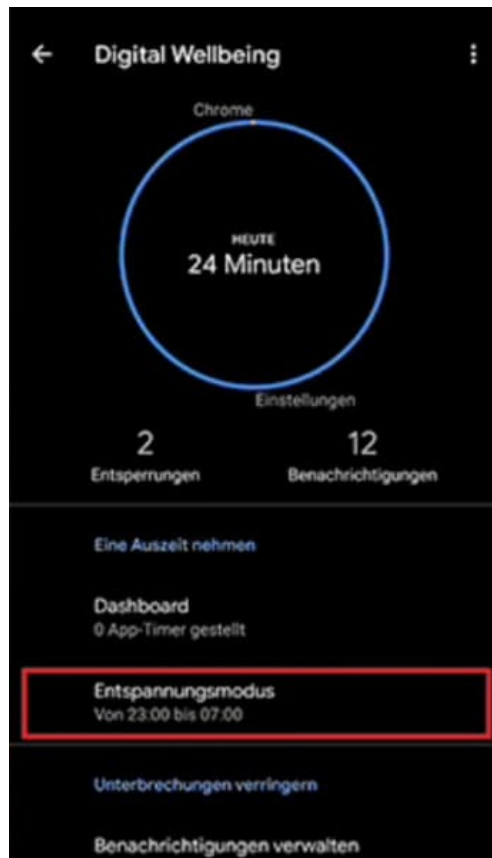 Digital Wellbeing
Chrome
HEUTE
24 Minuten
Einstellungen
2
12
Entsperrungen
Benachrichtigungen
Eine Auszeit nehmen
Dashboard
0 App-Timer gestellt
Entspannungsmodus
Von 23:00 bis 07:00
Unterbrechungen verringern
Benachrichtigungen verwalten